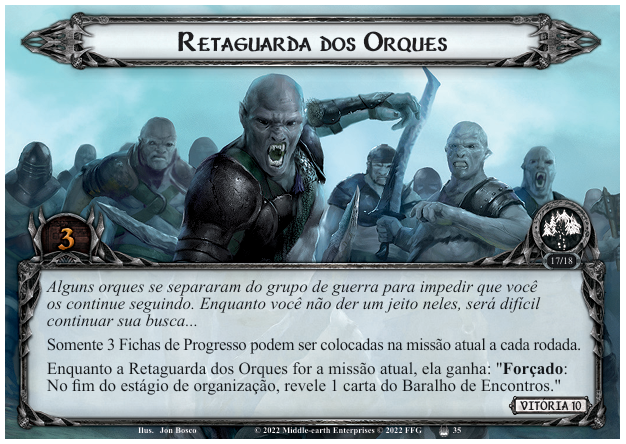 Retaguarda dos Orques
3
17/18
Alguns orques se separaram do grupo de guerra para impedir que você
os continue seguindo. Enquanto você não der um jeito neles, será difícil
continuar sua busca...
Somente 3 Fichas de Progresso podem ser colocadas na missão atual a cada rodada.
Enquanto a Retaguarda dos Orques for a missão atual, ela ganha: "Forçado:
No fim do estágio de organização, revele 1 carta do Baralho de Encontros."
Vitória 10
Ilus. Jon Bosco © 2022 Middle-earth Enterprises © 2022 FFG 35